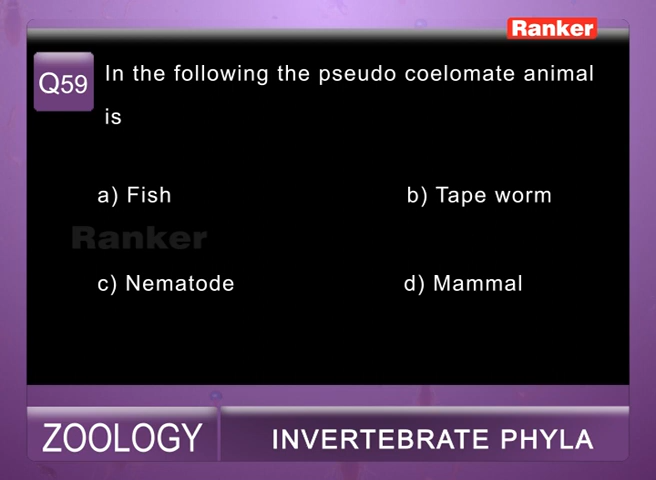 Ranker
Q59
In the following the pseudo coelomate animal
is
a) Fish
b) Tape worm
Ranker
c) Nematode
d) Mammal
ZOOLOGY
INVERTEBRATE PHYLA